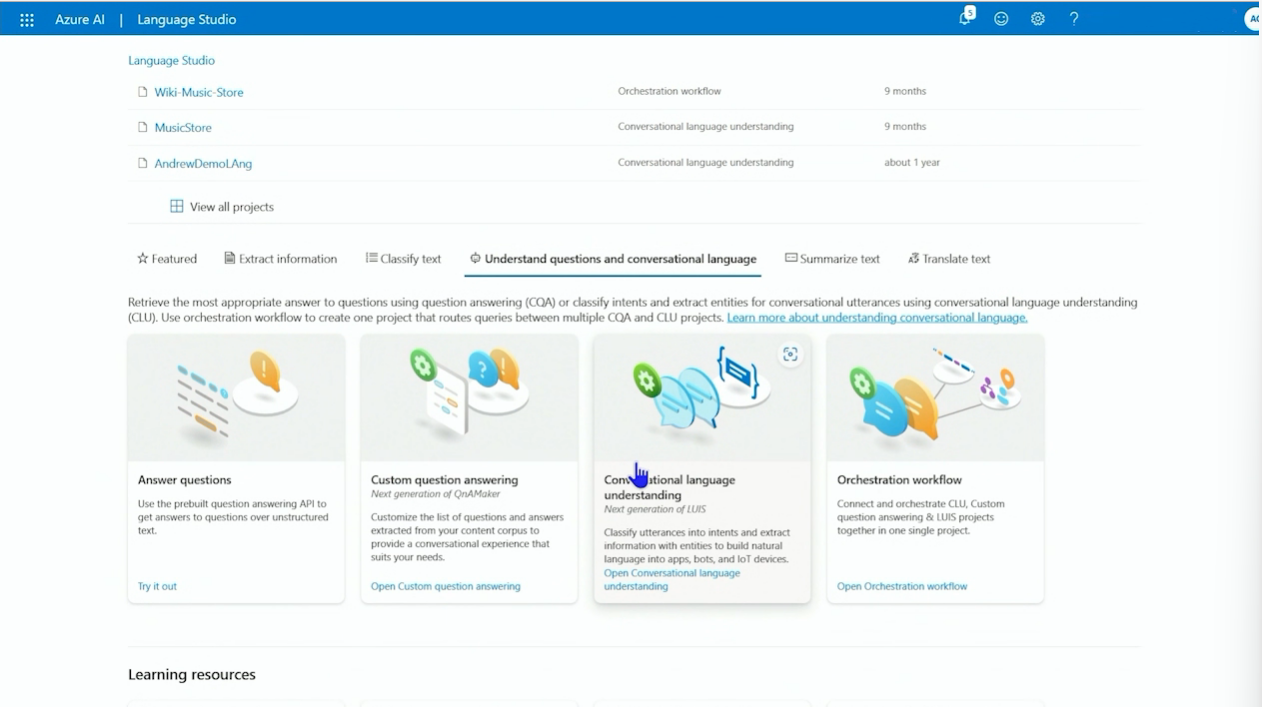 Azure AI | Language Studio
5
?
Language Studio
Wiki-Music-Store Orchestration workflow 9 months
MusicStore Conversational language understanding 9 months
AndrewDemoLAng Conversational language understanding about 1 year
View all projects
Featured Extract information Classify text Understand questions and conversational language Summarize text Translate text
Retrieve the most appropriate answer to questions using question answering (CQA) or classify intents and extract entities for conversational utterances using conversational language understanding
(CLU). Use orchestration workflow to create one project that routes queries between multiple CQA and CLU projects. Learn more about understanding conversational language.
Answer questions
Use the prebuilt question answering API to
get answers to questions over unstructured
text.
Try it out
Custom question answering
Next generation of QnAMaker
Customize the list of questions and answers
extracted from your content corpus to
provide a conversational experience that
suits your needs.
Open Custom question answering
language
understanding
Next generation of LUIS
Classify utterances into intents and extract
information with entities to build natural
language into apps, bots, and IoT devices.
Open Conversational language
understanding
Orchestration workflow
Connect and orchestrate CLU, Custom
question answering & LUIS projects
together in one single project.
Open Orchestration workflow
Learning resources